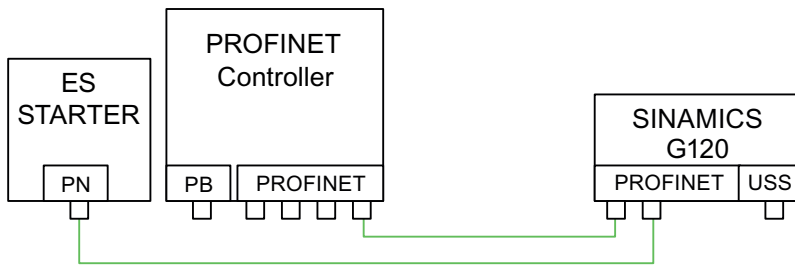 ES
STARTER
PN
PROFINET
Controller
PB
PROFINET
SINAMICS
G120
PROFINET
USS